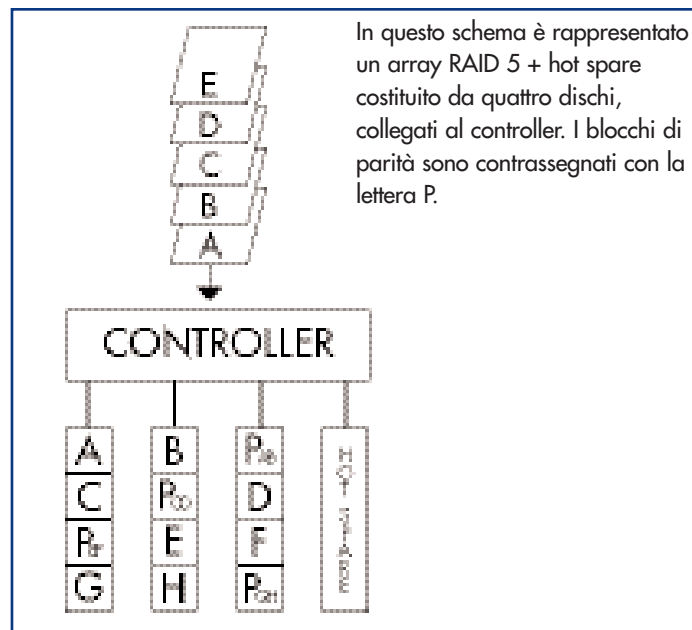 In questo schema è rappresentato
un array RAID 5 + hot spare
costituito da quattro dischi,
collegati al controller. I blocchi di
parità sono contrassegnati con la
lettera P.
E
D
C
B
A
CONTROLLER
A B P
C P D
P E F
G H PGH
HOT SPARE